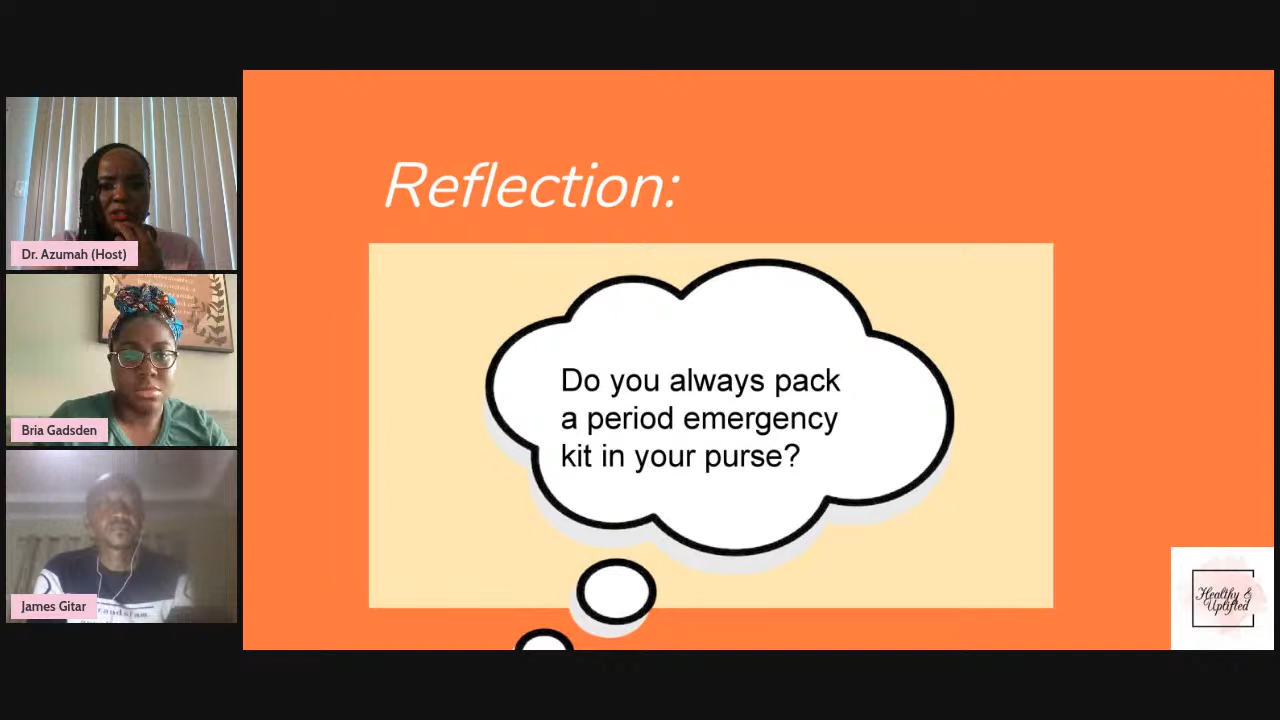 Reflection:
Do you always pack
a period emergency
kit in your purse?
Dr. Azumah (Host)
Bria Gadsden
James Gitar
Healthy &
Uplifted